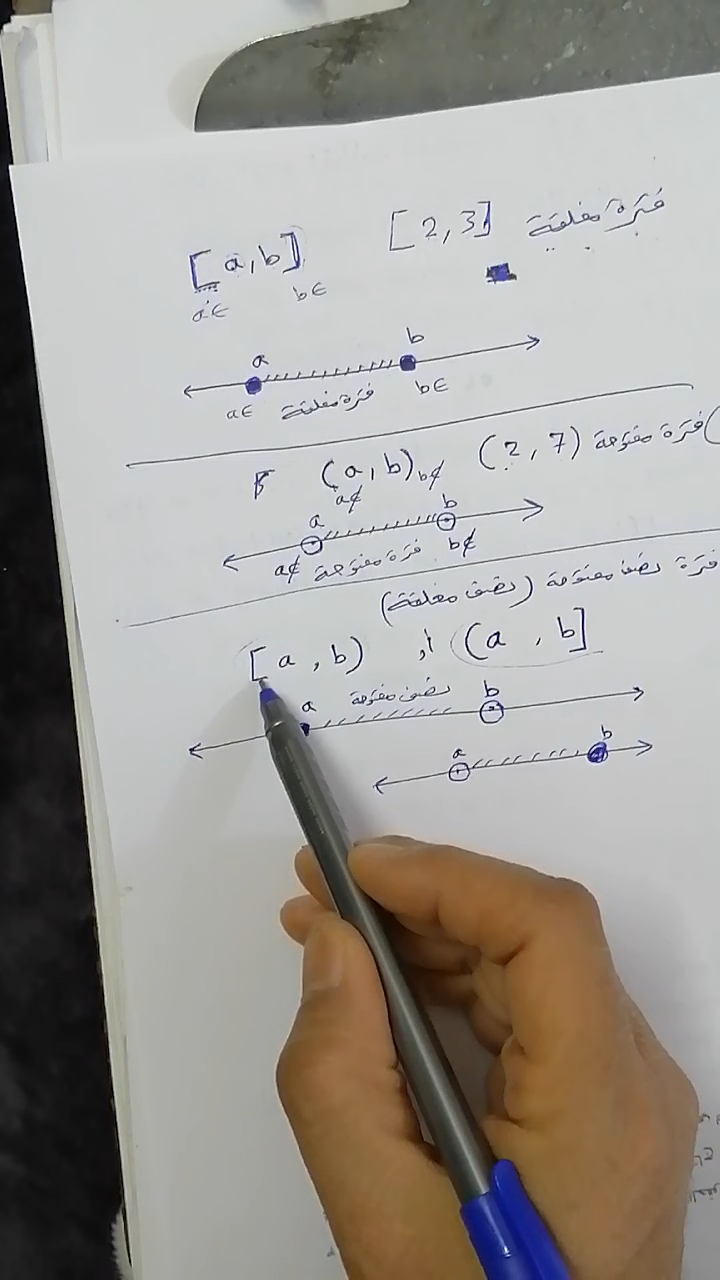 [a, b] [2, 3] فترة مغلقة
a∈ b∈
a b
a∈ فترة مغلقة b∈
(a, b) b∉ (2, 7) فترة مفتوحة
a∉
a b
a∉ فترة مفتوحة b∉
فترة نصف مفتوحة (نصف مغلقة)
[a, b) او (a, b]
a نصف مفتوحة b
a b